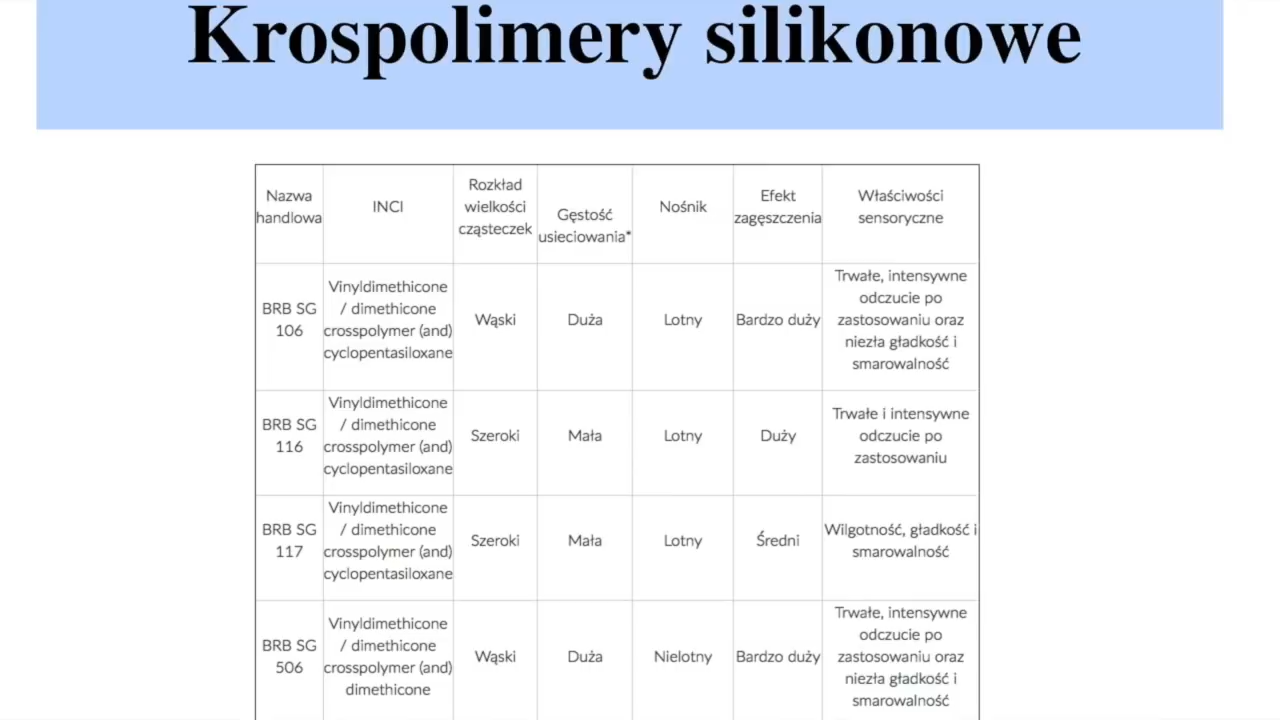 Krospolimery silikonowe
Nazwa
handlowa
INCI
Rozkład
wielkości
cząsteczek
Gęstość
usieciowania*
Nośnik
Efekt
zagęszczenia
Właściwości
sensoryczne
BRB SG
106
Vinyldimethicone
/ dimethicone
crosspolymer (and)
cyclopentasiloxane
Wąski
Duża
Lotny
Bardzo duży
Trwałe, intensywne
odczucie po
zastosowaniu oraz
niezła gładkość i
smarowalność
BRB SG
116
Vinyldimethicone
/ dimethicone
crosspolymer (and)
cyclopentasiloxane
Szeroki
Mała
Lotny
Duży
Trwałe i intensywne
odczucie po
zastosowaniu
BRB SG
117
Vinyldimethicone
/ dimethicone
crosspolymer (and)
cyclopentasiloxane
Szeroki
Mała
Lotny
Średni
Wilgotność, gładkość i
smarowalność
BRB SG
506
Vinyldimethicone
/ dimethicone
crosspolymer (and)
dimethicone
Wąski
Duża
Nielotny
Bardzo duży
Trwałe, intensywne
odczucie po
zastosowaniu oraz
niezła gładkość i
smarowalność